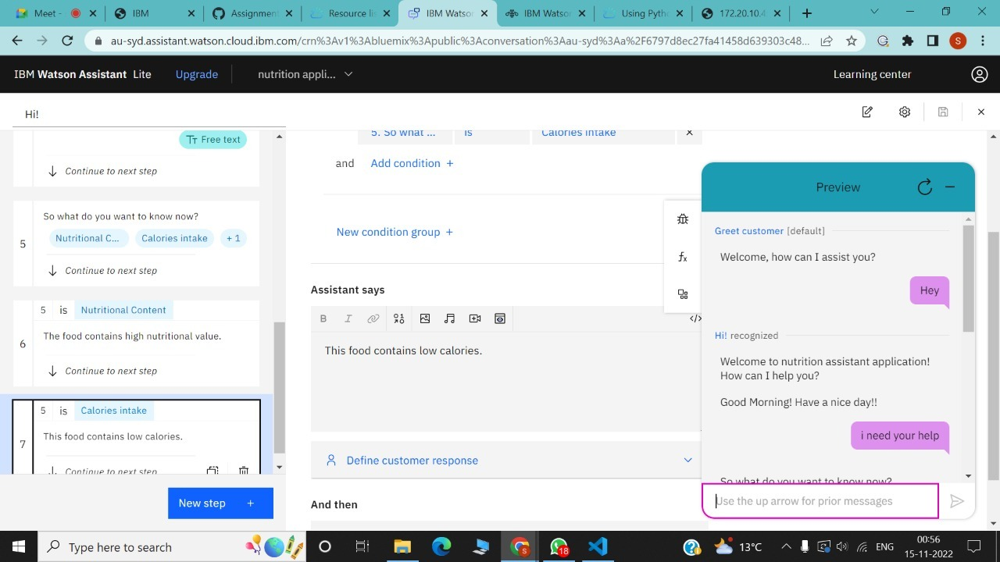 Meet -
IBM
Assignment
Resource lis
IBM Watson
IBM Watson
Using Pyth
172.20.10.4
au-syd.assistant.watson.cloud.ibm.com/crn%3Av1%3Abluemix%3Apublic%3Aconversation%3Aau-syd%3Aa%2F6797d8ec27fa41458d639303c48...
S
IBM Watson Assistant Lite
Upgrade
nutrition appli...
Learning center
Hi!
Free text
Continue to next step
5
So what do you want to know now?
Nutritional C...
Calories intake
+ 1
Continue to next step
6
5 is Nutritional Content
The food contains high nutritional value.
Continue to next step
7
5 is Calories intake
This food contains low calories.
Continue to next step
New step +
5. So what ...
is
Calories intake
and
Add condition +
New condition group +
Assistant says
B I
</>
This food contains low calories.
Define customer response
And then
Preview
Greet customer [default]
Welcome, how can I assist you?
Hey
Hi! recognized
Welcome to nutrition assistant application!
How can I help you?
Good Morning! Have a nice day!!
i need your help
So what do you want to know now?
Use the up arrow for prior messages
Type here to search
18
13°C
ENG
00:56
15-11-2022